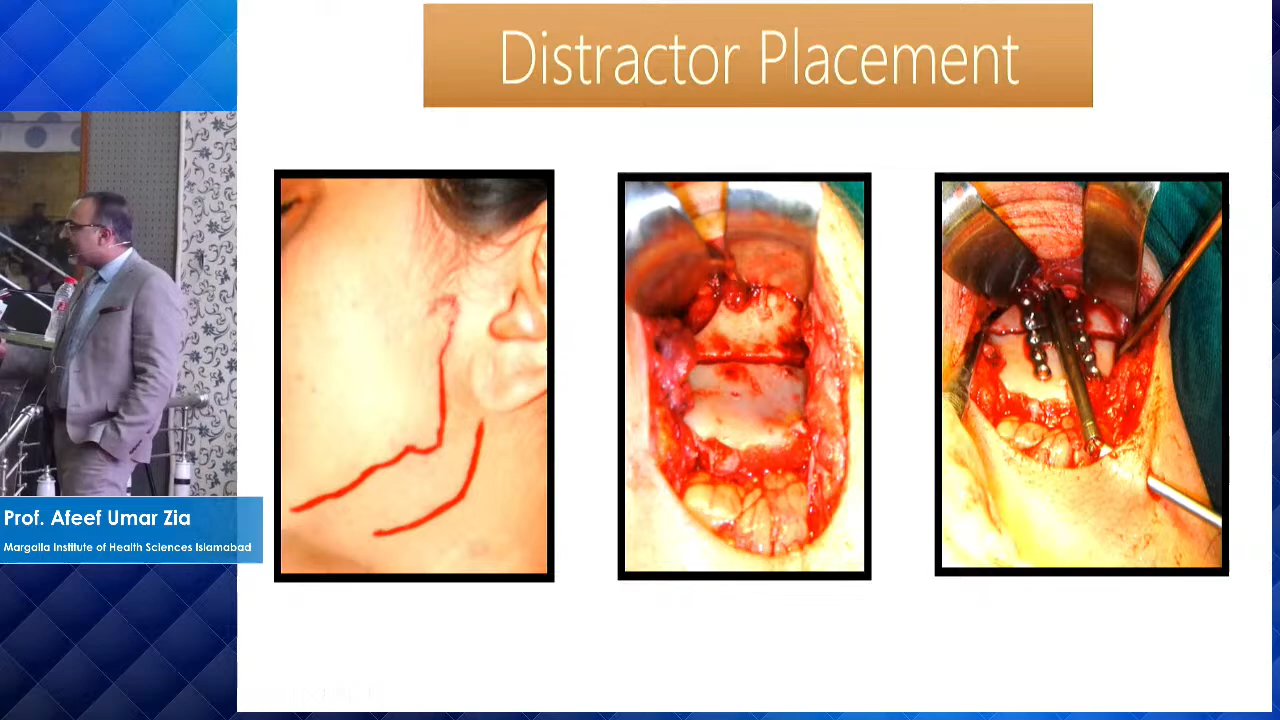 Distractor Placement
Prof. Afeef Umar Zia
Margalla Institute of Health Sciences Islamabad